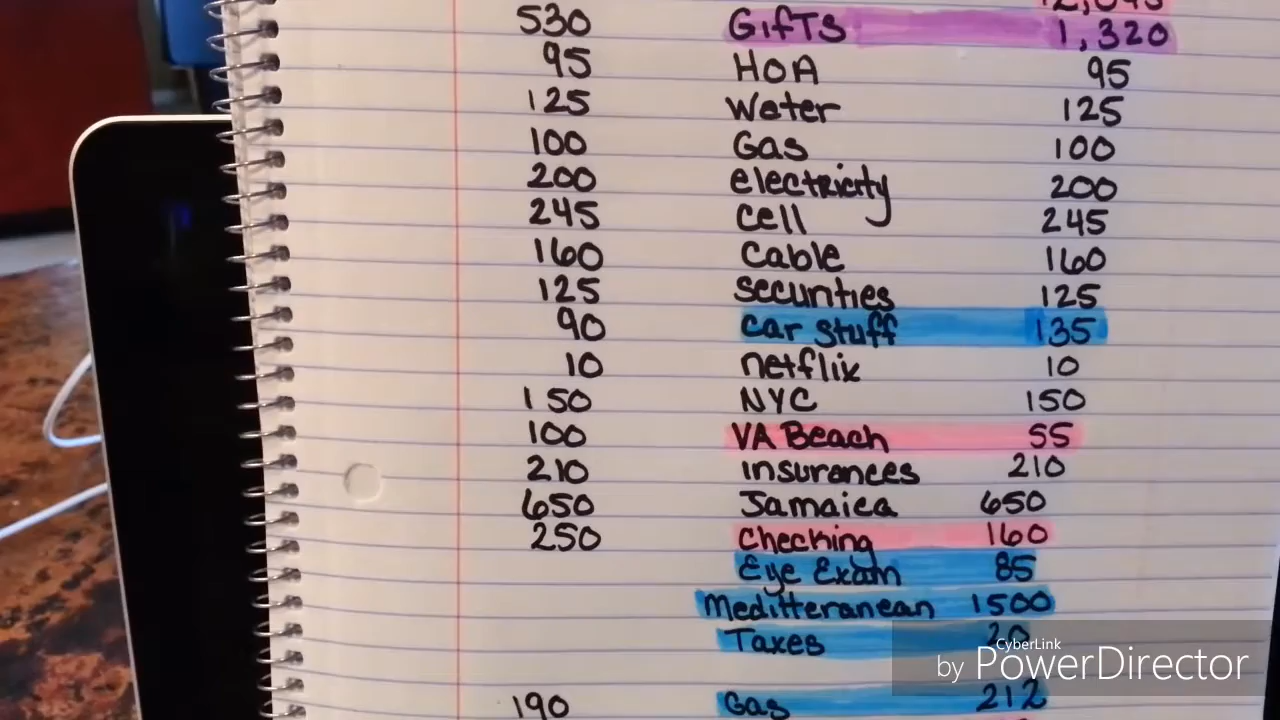 530 GIFTS 1,320
95 HOA 95
125 Water 125
100 Gas 100
200 electricity 200
245 cell 245
160 cable 160
125 securities 125
90 car stuff 135
10 netflix 10
150 NYC 150
100 VA Beach 55
210 insurances 210
650 Jamaica 650
250 checking 160
Eye Exam 85
Meditteranean 1500
Taxes 20
190 Gas 212
CyberLink
by PowerDirector